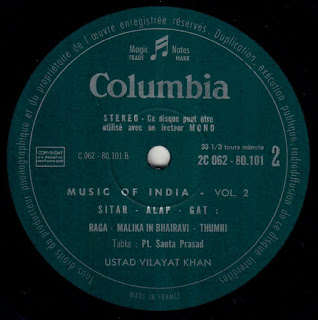 Tous droits du producteur phonographique et du propriétaire de l'œuvre enregistrée réservés. Duplication, exécution publique, radiodiffusion de ce disque interdites
Magic Notes
TRADE MARK
Columbia
STEREO - Ce disque peut être
utilisé avec un lecteur MONO
COPYRIGHT
33 1/3 tours minute
C 062 - 80.101 B
2C 062 - 80.101 2
MUSIC OF INDIA - VOL. 2
SITAR - ALAP - GAT :
RAGA - MALIKA IN BHAIRAVI - THUMRI
Tabla : Pt. Santa Prasad
USTAD VILAYAT KHAN
MADE IN FRANCE